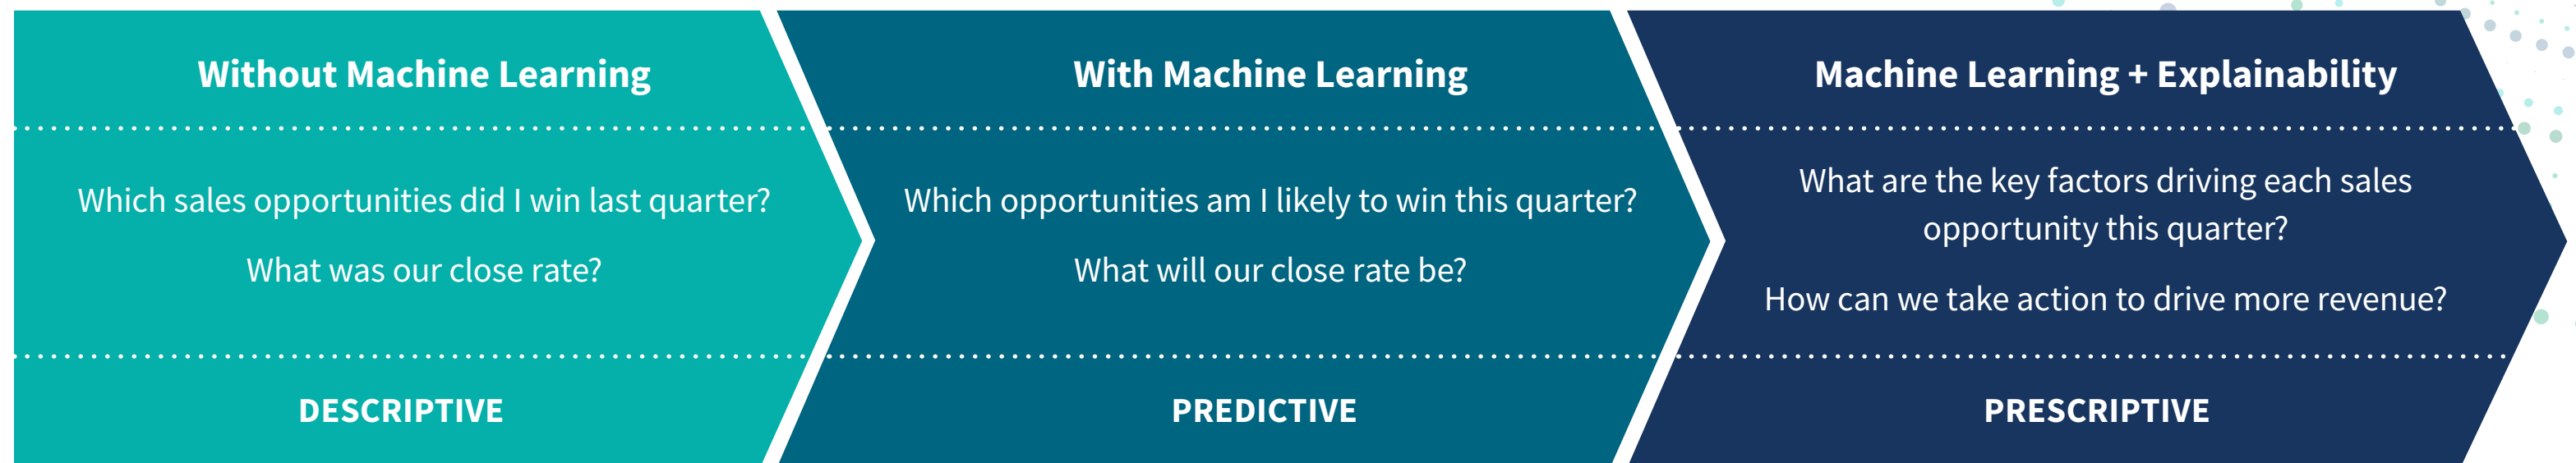 Without Machine Learning
Which sales opportunities did I win last quarter?
What was our close rate?
DESCRIPTIVE
With Machine Learning
Which opportunities am I likely to win this quarter?
What will our close rate be?
PREDICTIVE
Machine Learning + Explainability
What are the key factors driving each sales
opportunity this quarter?
How can we take action to drive more revenue?
PRESCRIPTIVE